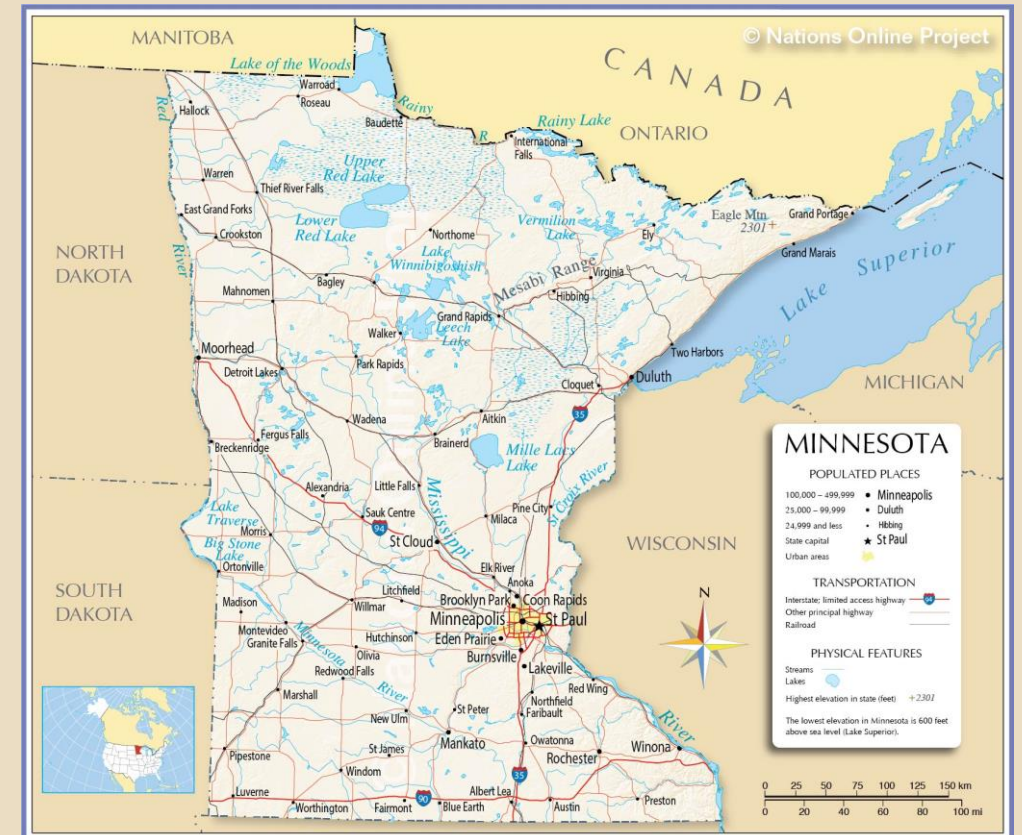 MANITOBA
© Nations Online Project
CANADA
Lake of the Woods
Warroad
Roseau
Hallock
Red
Baudette
Rainy
R.
Rainy Lake
ONTARIO
International
Falls
Upper
Red Lake
Warren
Thief River Falls
East Grand Forks
Lower
Red Lake
Crookston
Northome
Vermilion
Lake
Ely
Eagle Mtn
2301+
Grand Portage
Grand Marais
NORTH
DAKOTA
River
Lake
Winnibigoshish
Bagley
Mahnomen
Mesabi Range
Virginia
Hibbing
Lake Superior
Grand Rapids
Walker
Leech
Lake
Moorhead
Detroit Lakes
Park Rapids
Two Harbors
Cloquet
Duluth
MICHIGAN
35
Wadena
Aitkin
Fergus Falls
Brainerd
Breckenridge
Mille Lacs
Lake
Alexandria
Little Falls
Mississippi
St Croix River
Lake
Traverse
Sauk Centre
Pine City
Milaca
94
Morris
St Cloud
WISCONSIN
Big Stone
Lake
Ortonville
Elk River
Anoka
SOUTH
DAKOTA
Madison
Litchfield
Willmar
Brooklyn Park
Coon Rapids
Minneapolis
St Paul
Montevideo
Granite Falls
Minnesota
Hutchinson
Eden Prairie
Olivia
Burnsville
Redwood Falls
Lakeville
River
Marshall
Red Wing
New Ulm
St Peter
Northfield
Faribault
River
Mankato
Owatonna
Pipestone
St James
Rochester
Winona
Windom
35
Luverne
Worthington
Fairmont
90
Blue Earth
Albert Lea
Austin
Preston
MINNESOTA
POPULATED PLACES
100,000 – 499,999 Minneapolis
25,000 – 99,999 Duluth
24,999 and less Hibbing
State capital St Paul
Urban areas
TRANSPORTATION
Interstate; limited access highway
Other principal highway
Railroad
PHYSICAL FEATURES
Streams
Lakes
Highest elevation in state (feet) +2301
The lowest elevation in Minnesota is 600 feet
above sea level (Lake Superior).
N
0 25 50 75 100 125 150 km
0 20 40 60 80 100 mi